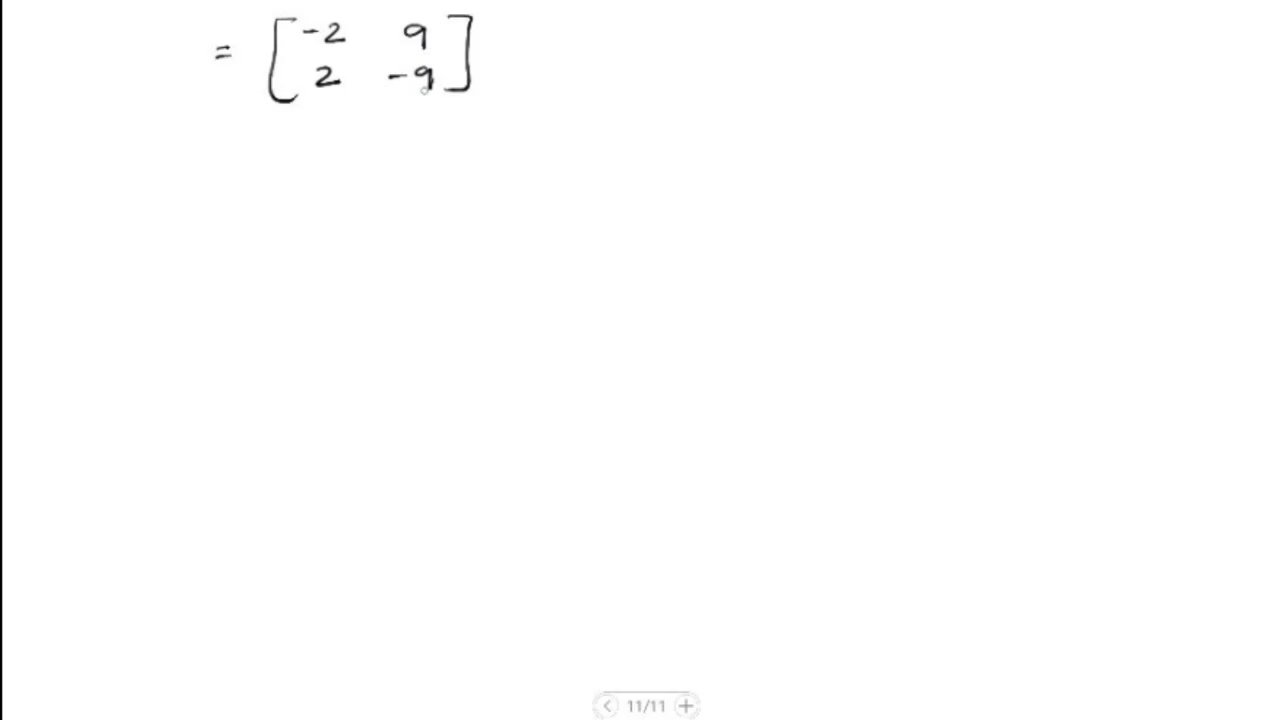 = [ -2 9
2 -9 ]
< 11/11 +